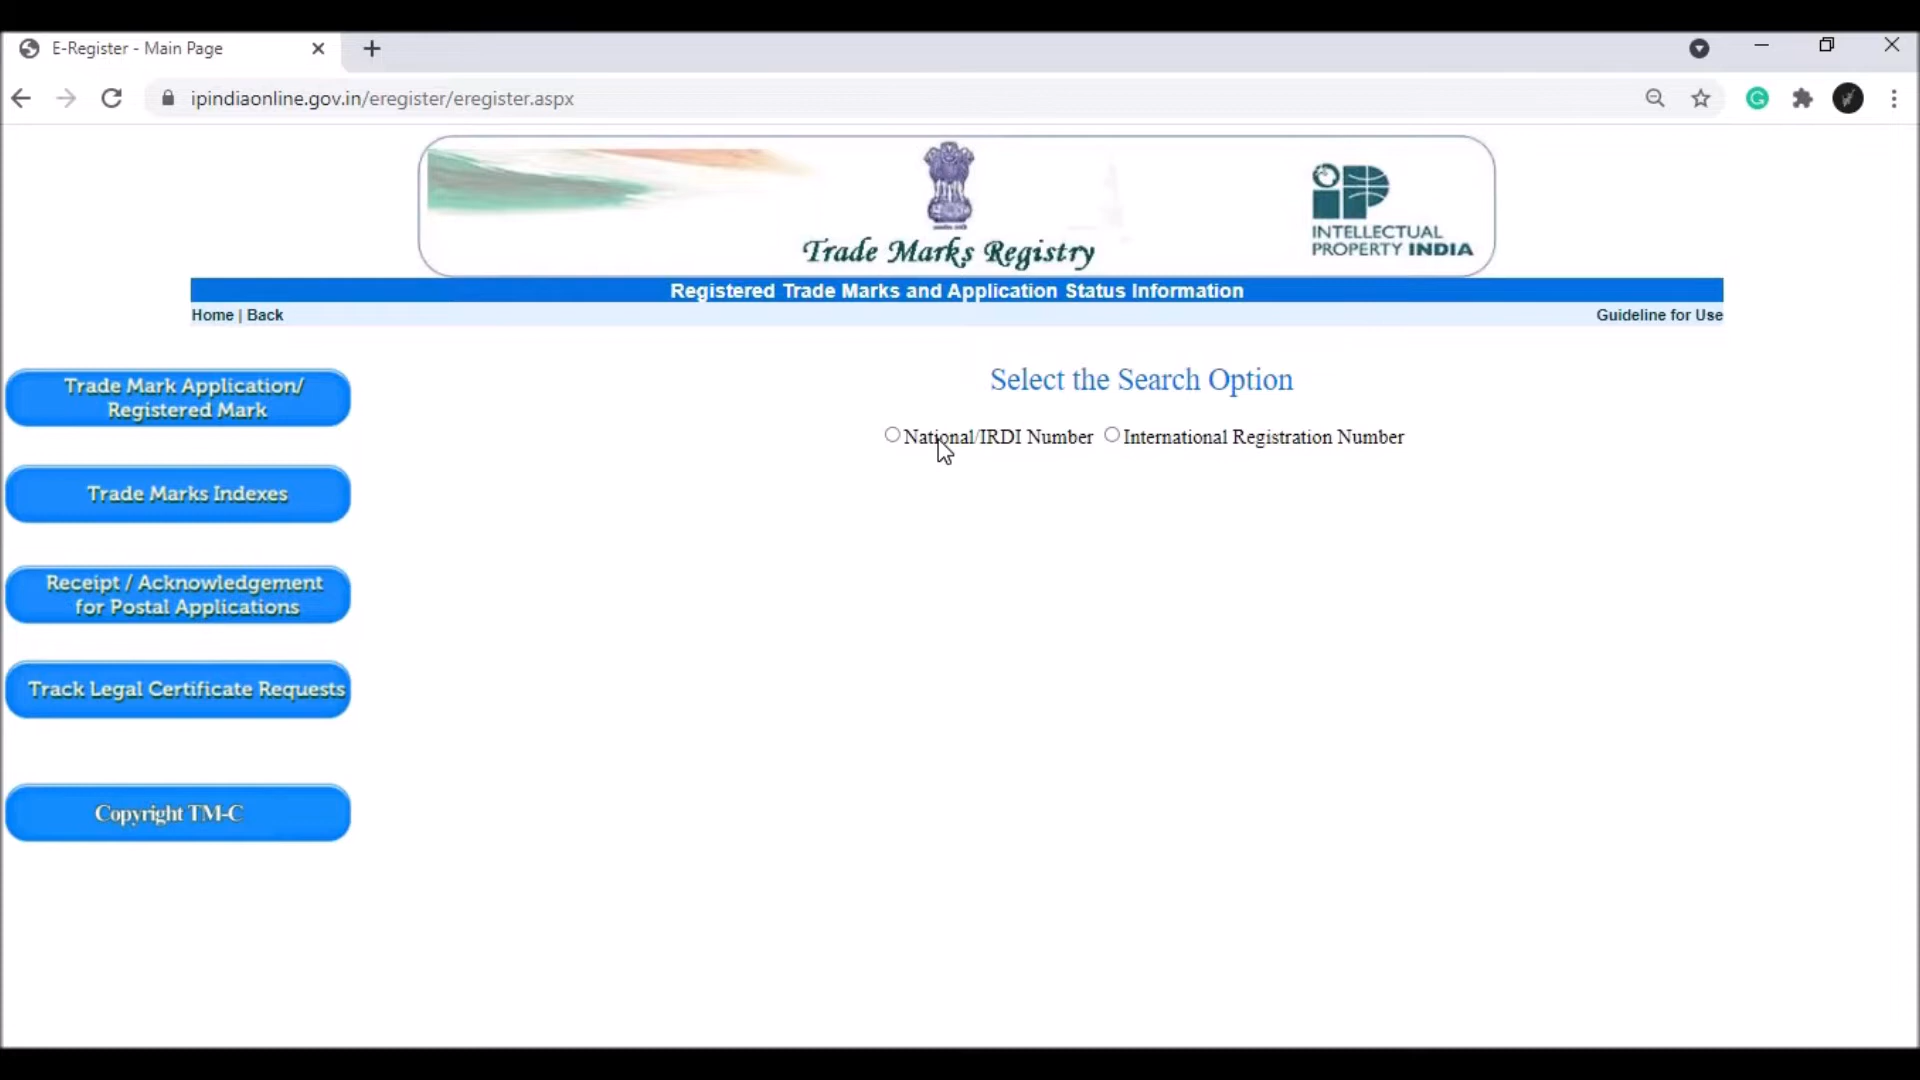 E-Register - Main Page
ipindiaonline.gov.in/eregister/eregister.aspx
Trade Marks Registry
INTELLECTUAL
PROPERTY INDIA
Registered Trade Marks and Application Status Information
Home | Back
Guideline for Use
Select the Search Option
National/IRDI Number
International Registration Number
Trade Mark Application/
Registered Mark
Trade Marks Indexes
Receipt / Acknowledgement
for Postal Applications
Track Legal Certificate Requests
Copyright TM-C